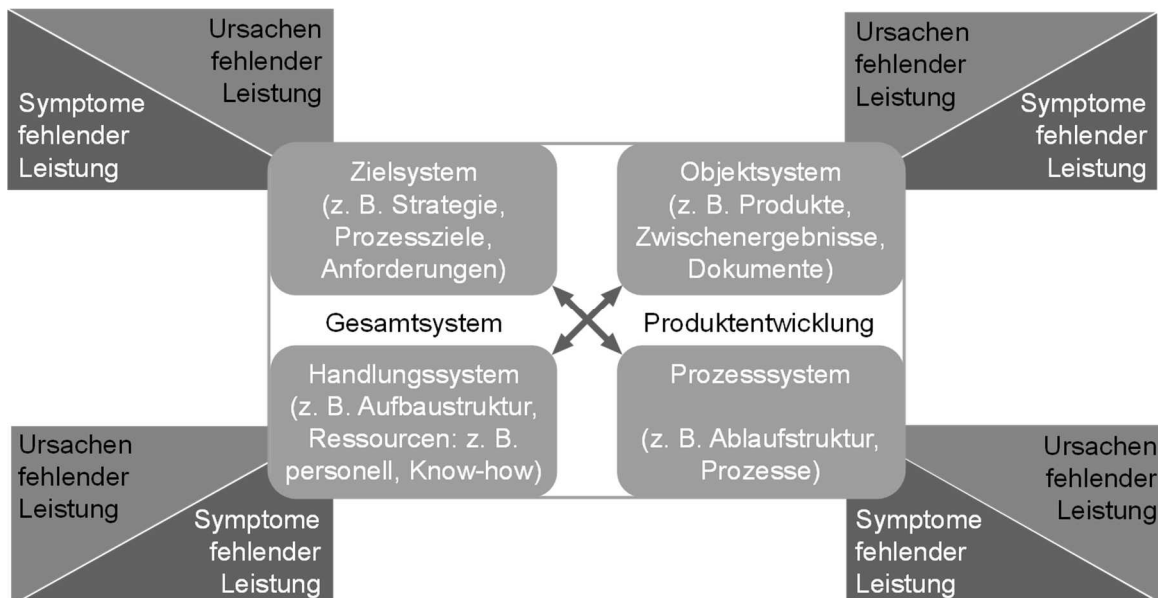 Ursachen
fehlender
Leistung
Symptome
fehlender
Leistung
Ursachen
fehlender
Leistung
Symptome
fehlender
Leistung
Zielsystem
(z. B. Strategie,
Prozessziele,
Anforderungen)
Objektsystem
(z. B. Produkte,
Zwischenergebnisse,
Dokumente)
Gesamtsystem
Produktentwicklung
Handlungssystem
(z. B. Aufbaustruktur,
Ressourcen: z. B.
personell, Know-how)
Prozesssystem
(z. B. Ablaufstruktur,
Prozesse)
Ursachen
fehlender
Leistung
Symptome
fehlender
Leistung
Ursachen
fehlender
Leistung
Symptome
fehlender
Leistung